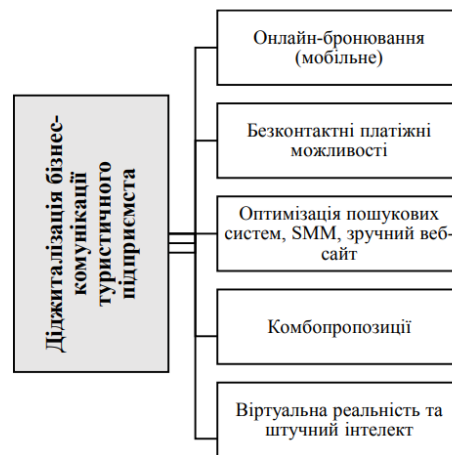 Діджиталізація бізнес-
комунікації
туристичного
підприємста
Онлайн-бронювання
(мобільне)
Безконтактні платіжні
можливості
Оптимізація пошукових
систем, SMM, зручний веб-
сайт
Комбопропозиції
Віртуальна реальність та
штучний інтелект